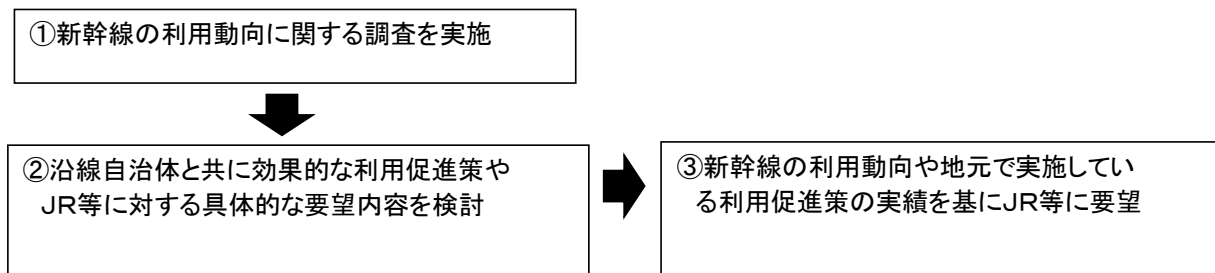 ①新幹線の利用動向に関する調査を実施
②沿線自治体と共に効果的な利用促進策や
ＪＲ等に対する具体的な要望内容を検討
③新幹線の利用動向や地元で実施してい
る利用促進策の実績を基にＪＲ等に要望